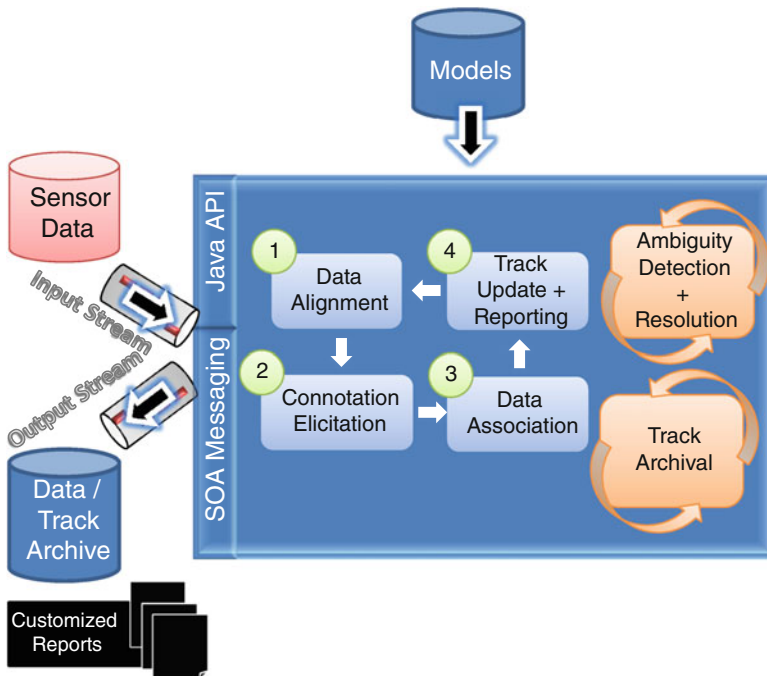 Models
Sensor
Data
Input Stream
Output Stream
Data /
Track
Archive
Customized
Reports
Java API
SOA Messaging
1
Data
Alignment
2
Connotation
Elicitation
3
Data
Association
4
Track
Update +
Reporting
Ambiguity
Detection
+
Resolution
Track
Archival